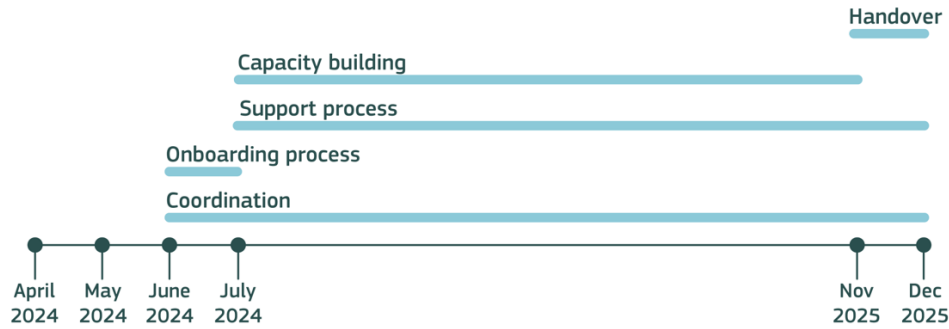 Handover
Capacity building
Support process
Onboarding process
Coordination
April 2024
May 2024
June 2024
July 2024
Nov 2025
Dec 2025